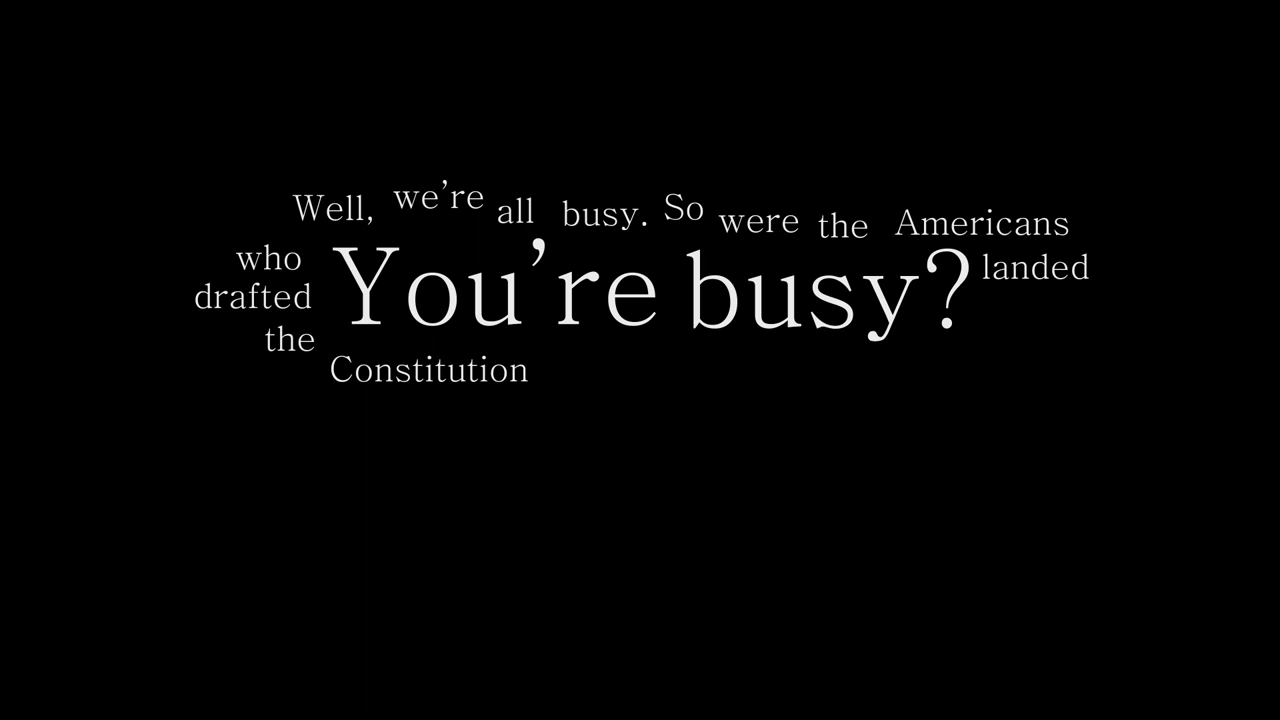 Well, we're all busy. So were the Americans
who
drafted
the
Constitution
You're busy?
landed